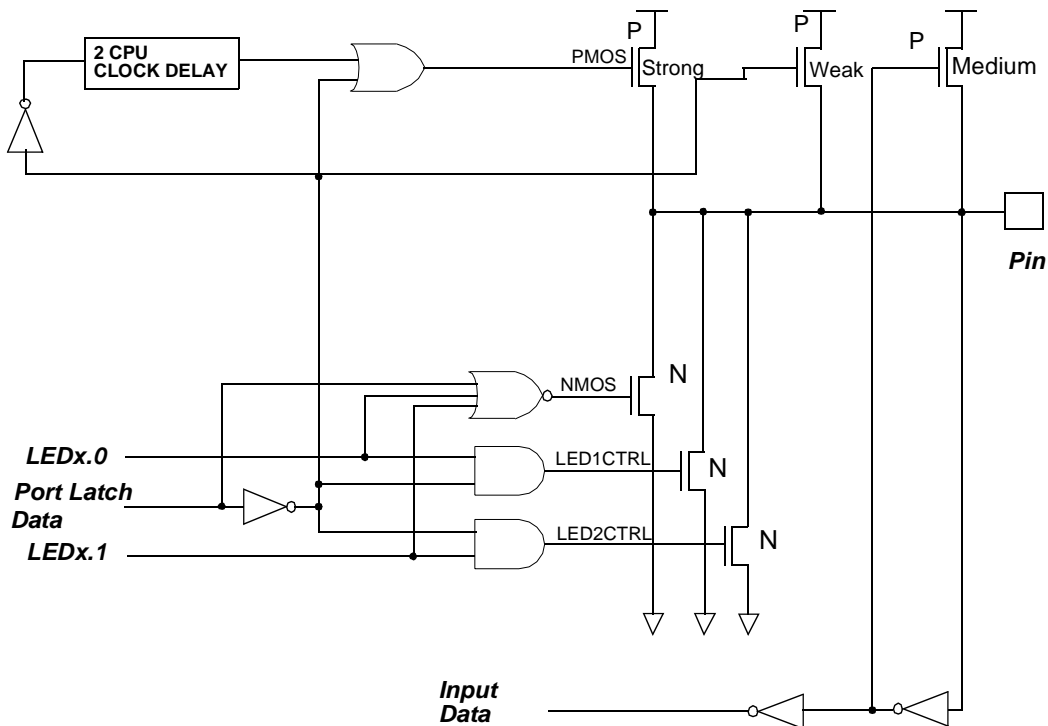 P
P
P
2 CPU
CLOCK DELAY
PMOS
Strong
Weak
Medium
Pin
NMOS
N
LEDx.0
LED1CTRL
N
Port Latch
Data
LEDx.1
LED2CTRL
N
Input
Data